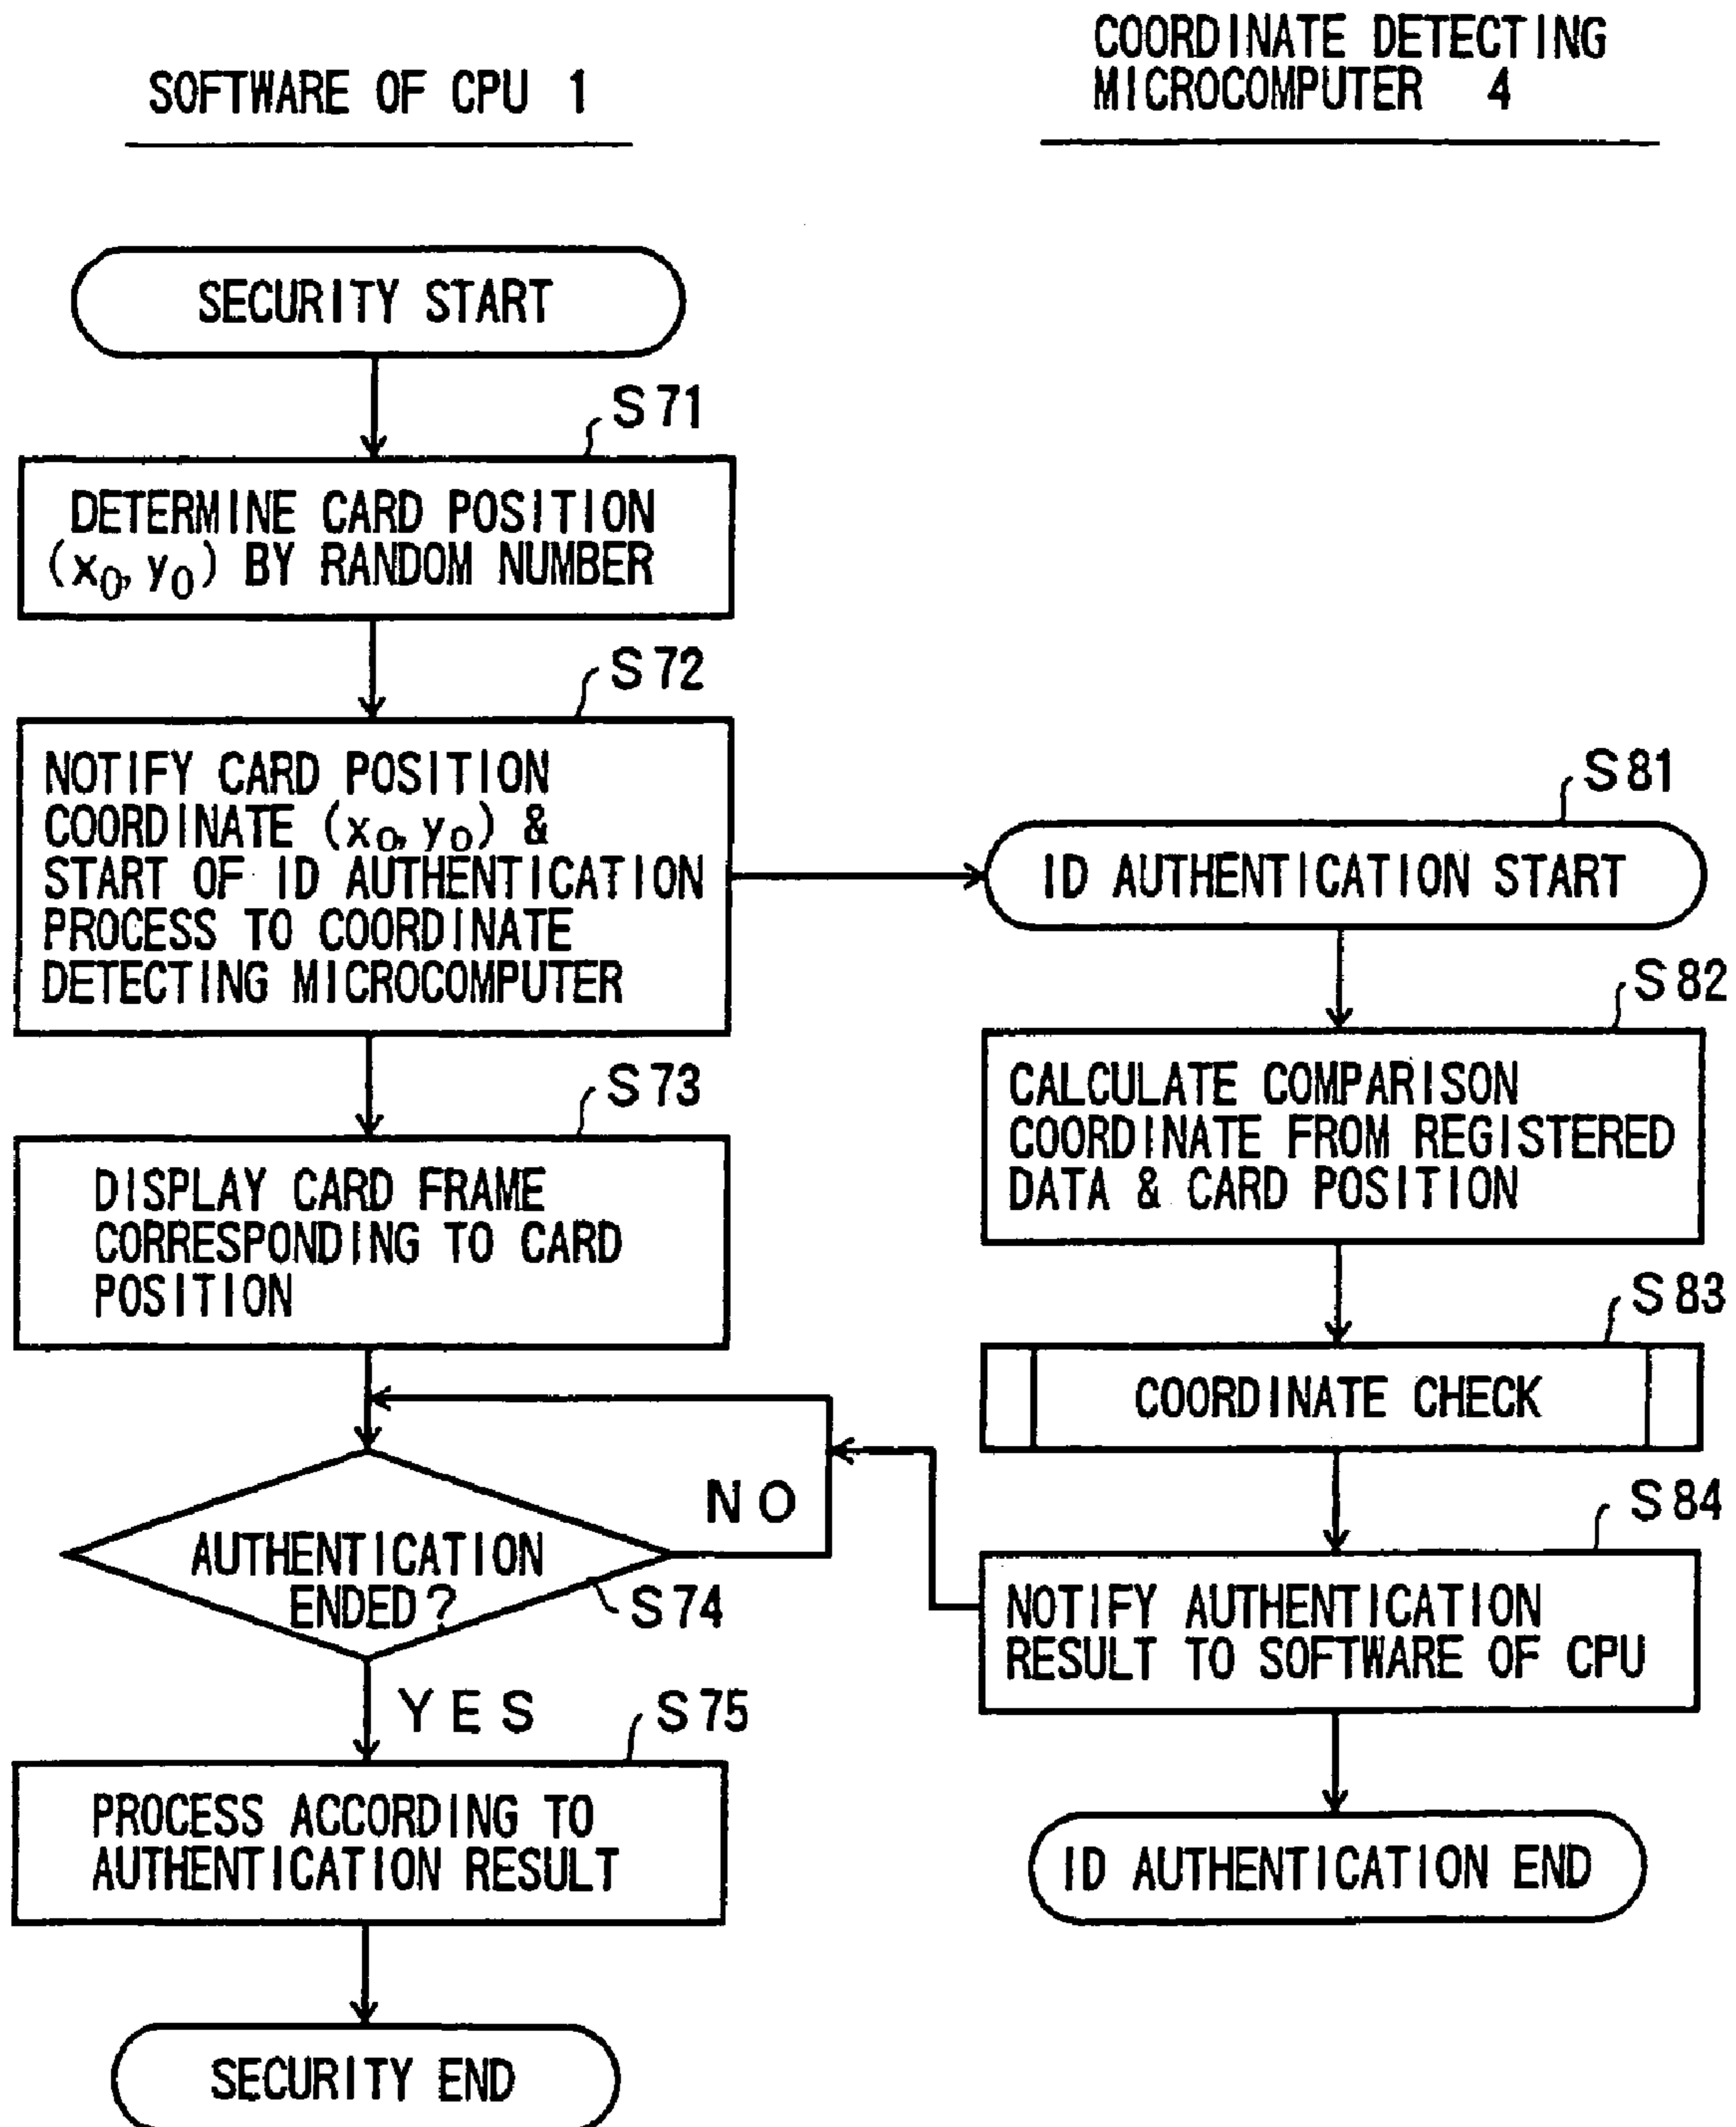 SOFTWARE OF CPU 1
COORDINATE DETECTING
MICROCOMPUTER 4
SECURITY START
S71
DETERMINE CARD POSITION
(x₀, y₀) BY RANDOM NUMBER
S72
NOTIFY CARD POSITION
COORDINATE (x₀, y₀) &
START OF ID AUTHENTICATION
PROCESS TO COORDINATE
DETECTING MICROCOMPUTER
S73
DISPLAY CARD FRAME
CORRESPONDING TO CARD
POSITION
AUTHENTICATION
ENDED?
S74
NO
YES
S75
PROCESS ACCORDING TO
AUTHENTICATION RESULT
SECURITY END
S81
ID AUTHENTICATION START
S82
CALCULATE COMPARISON
COORDINATE FROM REGISTERED
DATA & CARD POSITION
S83
COORDINATE CHECK
S84
NOTIFY AUTHENTICATION
RESULT TO SOFTWARE OF CPU
ID AUTHENTICATION END